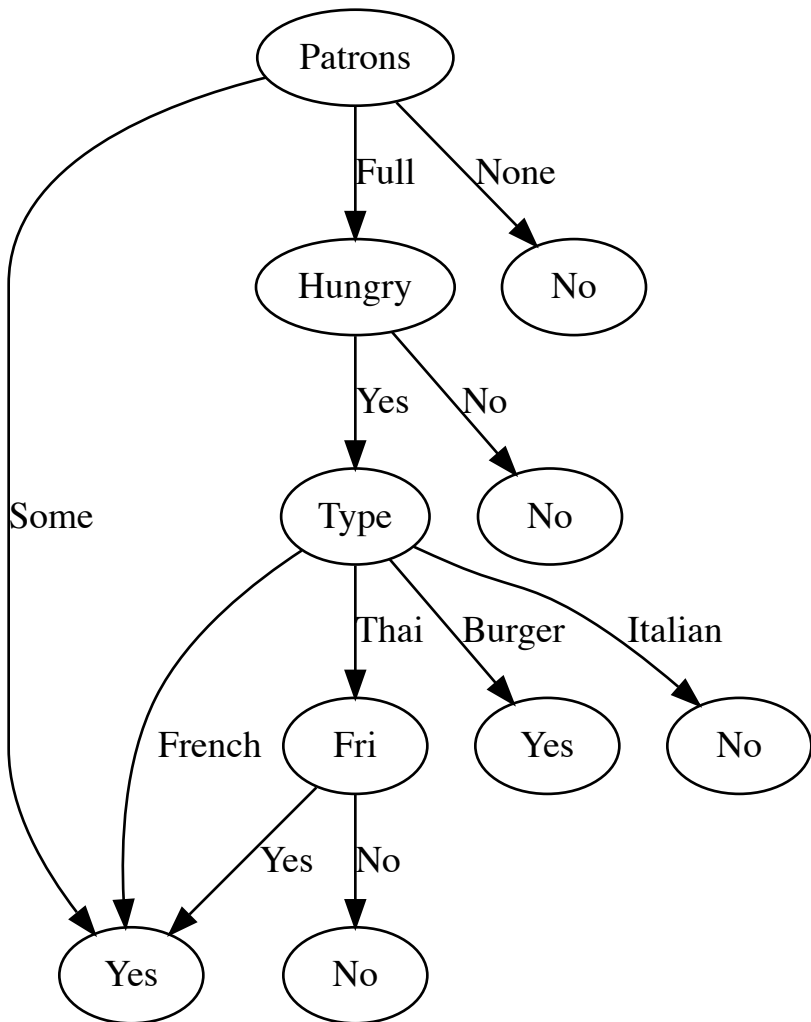 Patrons
Full
None
Hungry
No
Yes
No
Some
Type
No
Thai
Burger
Italian
French
Fri
Yes
No
Yes
No
Yes
No